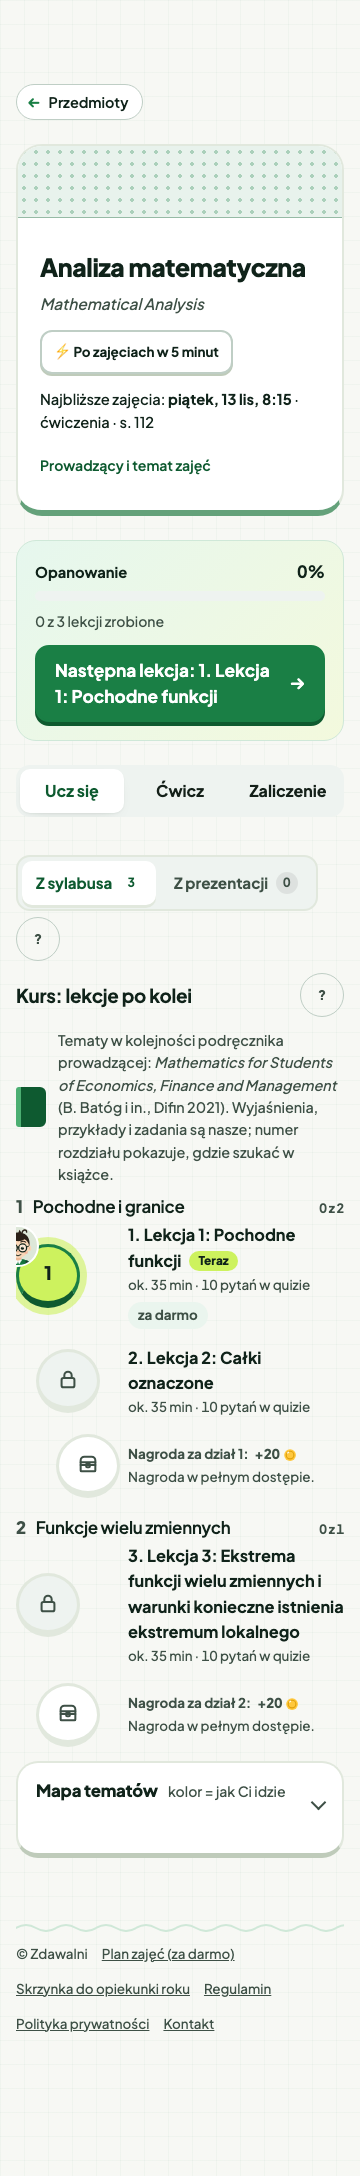 ← Przedmioty
Analiza matematyczna
Mathematical Analysis
⚡ Po zajęciach w 5 minut
Najbliższe zajęcia: piątek, 13 lis, 8:15 ·
ćwiczenia · s. 112
Prowadzący i temat zajęć
Opanowanie 0%
0 z 3 lekcji zrobione
Następna lekcja: 1. Lekcja
1: Pochodne funkcji →
Ucz się Ćwicz Zaliczenie
Z sylabusa 3 Z prezentacji 0
?
Kurs: lekcje po kolei ?
Tematy w kolejności podręcznika
prowadzącej: Mathematics for Students
of Economics, Finance and Management
(B. Batóg i in., Difin 2021). Wyjaśnienia,
przykłady i zadania są nasze; numer
rozdziału pokazuje, gdzie szukać w
książce.
1 Pochodne i granice 0 z 2
1
1. Lekcja 1: Pochodne
funkcji Teraz
ok. 35 min · 10 pytań w quizie
za darmo
2. Lekcja 2: Całki
oznaczone
ok. 35 min · 10 pytań w quizie
Nagroda za dział 1: +20
Nagroda w pełnym dostępie.
2 Funkcje wielu zmiennych 0 z 1
3. Lekcja 3: Ekstrema
funkcji wielu zmiennych i
warunki konieczne istnienia
ekstremum lokalnego
ok. 35 min · 10 pytań w quizie
Nagroda za dział 2: +20
Nagroda w pełnym dostępie.
Mapa tematów kolor = jak Ci idzie
© Zdawalni Plan zajęć (za darmo)
Skrzynka do opiekunki roku Regulamin
Polityka prywatności Kontakt